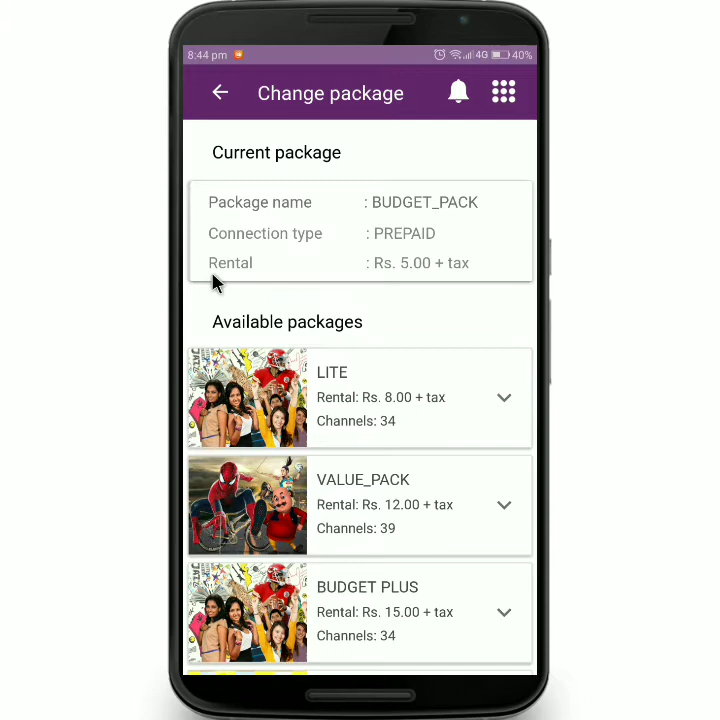 8:44 pm 4G 40%
Change package
Current package
Package name : BUDGET_PACK
Connection type : PREPAID
Rental : Rs. 5.00 + tax
Available packages
LITE
Rental: Rs. 8.00 + tax
Channels: 34
VALUE_PACK
Rental: Rs. 12.00 + tax
Channels: 39
BUDGET PLUS
Rental: Rs. 15.00 + tax
Channels: 34